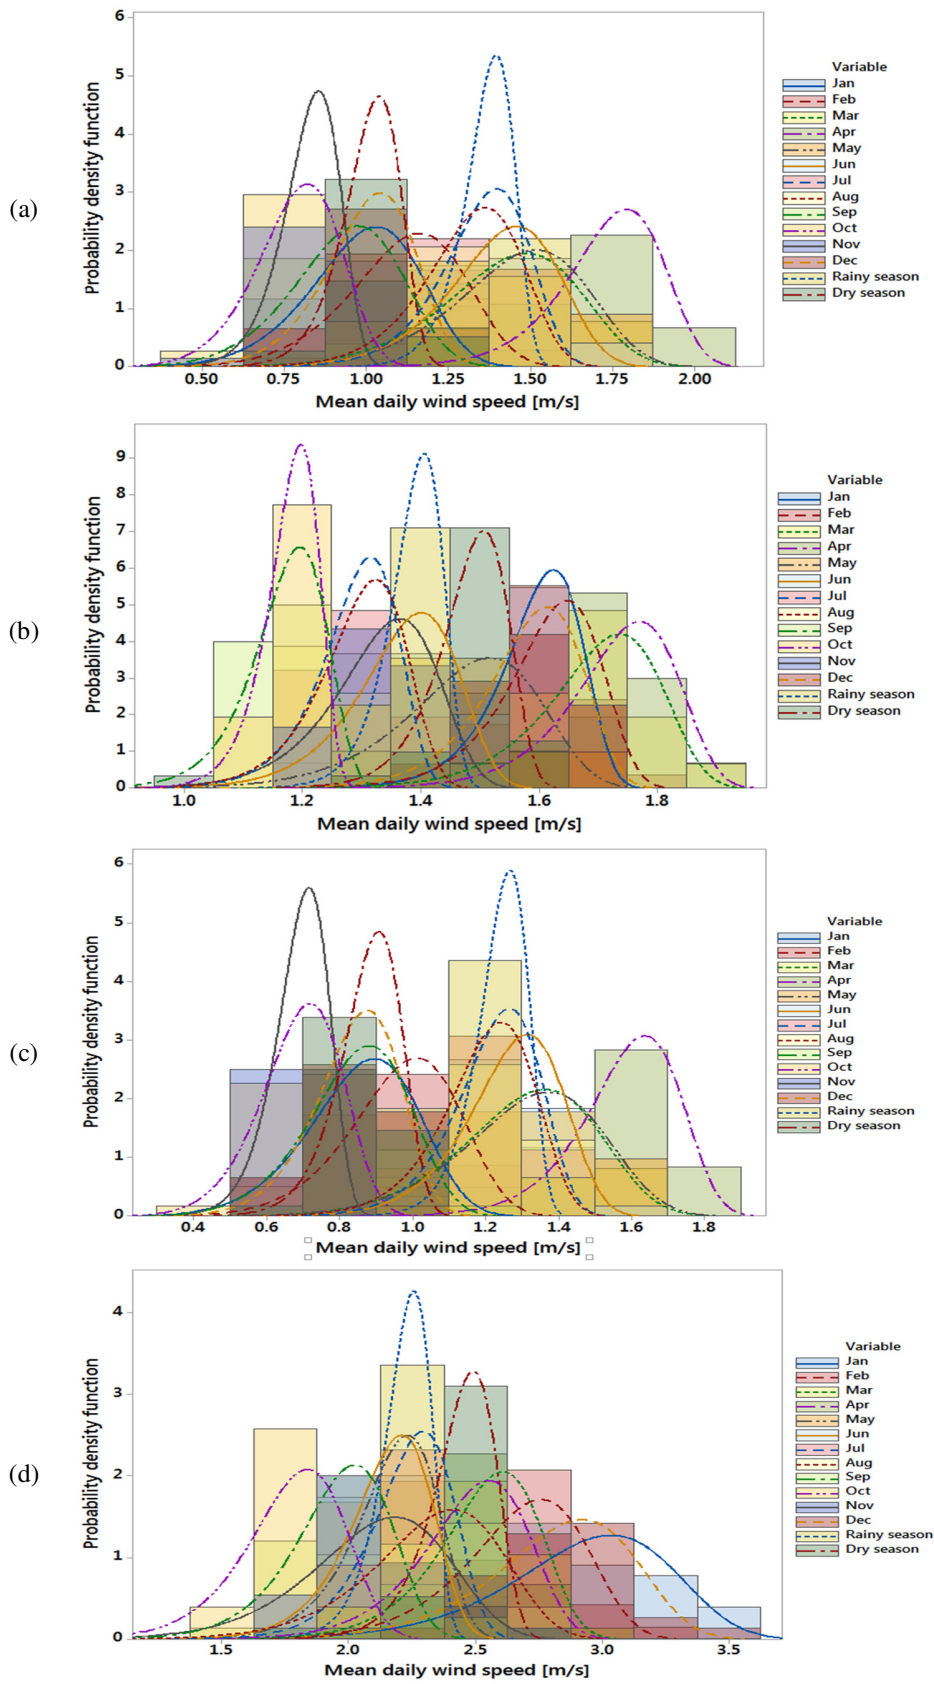 (a)
Probability density function
6
5
4
3
2
1
0
0.50 0.75 1.00 1.25 1.50 1.75 2.00
Mean daily wind speed [m/s]
Variable
Jan
Feb
Mar
Apr
May
Jun
Jul
Aug
Sep
Oct
Nov
Dec
Rainy season
Dry season
(b)
Probability density function
9
8
7
6
5
4
3
2
1
0
1.0 1.2 1.4 1.6 1.8
Mean daily wind speed [m/s]
Variable
Jan
Feb
Mar
Apr
May
Jun
Jul
Aug
Sep
Oct
Nov
Dec
Rainy season
Dry season
(c)
Probability density function
6
5
4
3
2
1
0
0.4 0.6 0.8 1.0 1.2 1.4 1.6 1.8
Mean daily wind speed [m/s]
Variable
Jan
Feb
Mar
Apr
May
Jun
Jul
Aug
Sep
Oct
Nov
Dec
Rainy season
Dry season
(d)
Probability density function
4
3
2
1
0
1.5 2.0 2.5 3.0 3.5
Mean daily wind speed [m/s]
Variable
Jan
Feb
Mar
Apr
May
Jun
Jul
Aug
Sep
Oct
Nov
Dec
Rainy season
Dry season